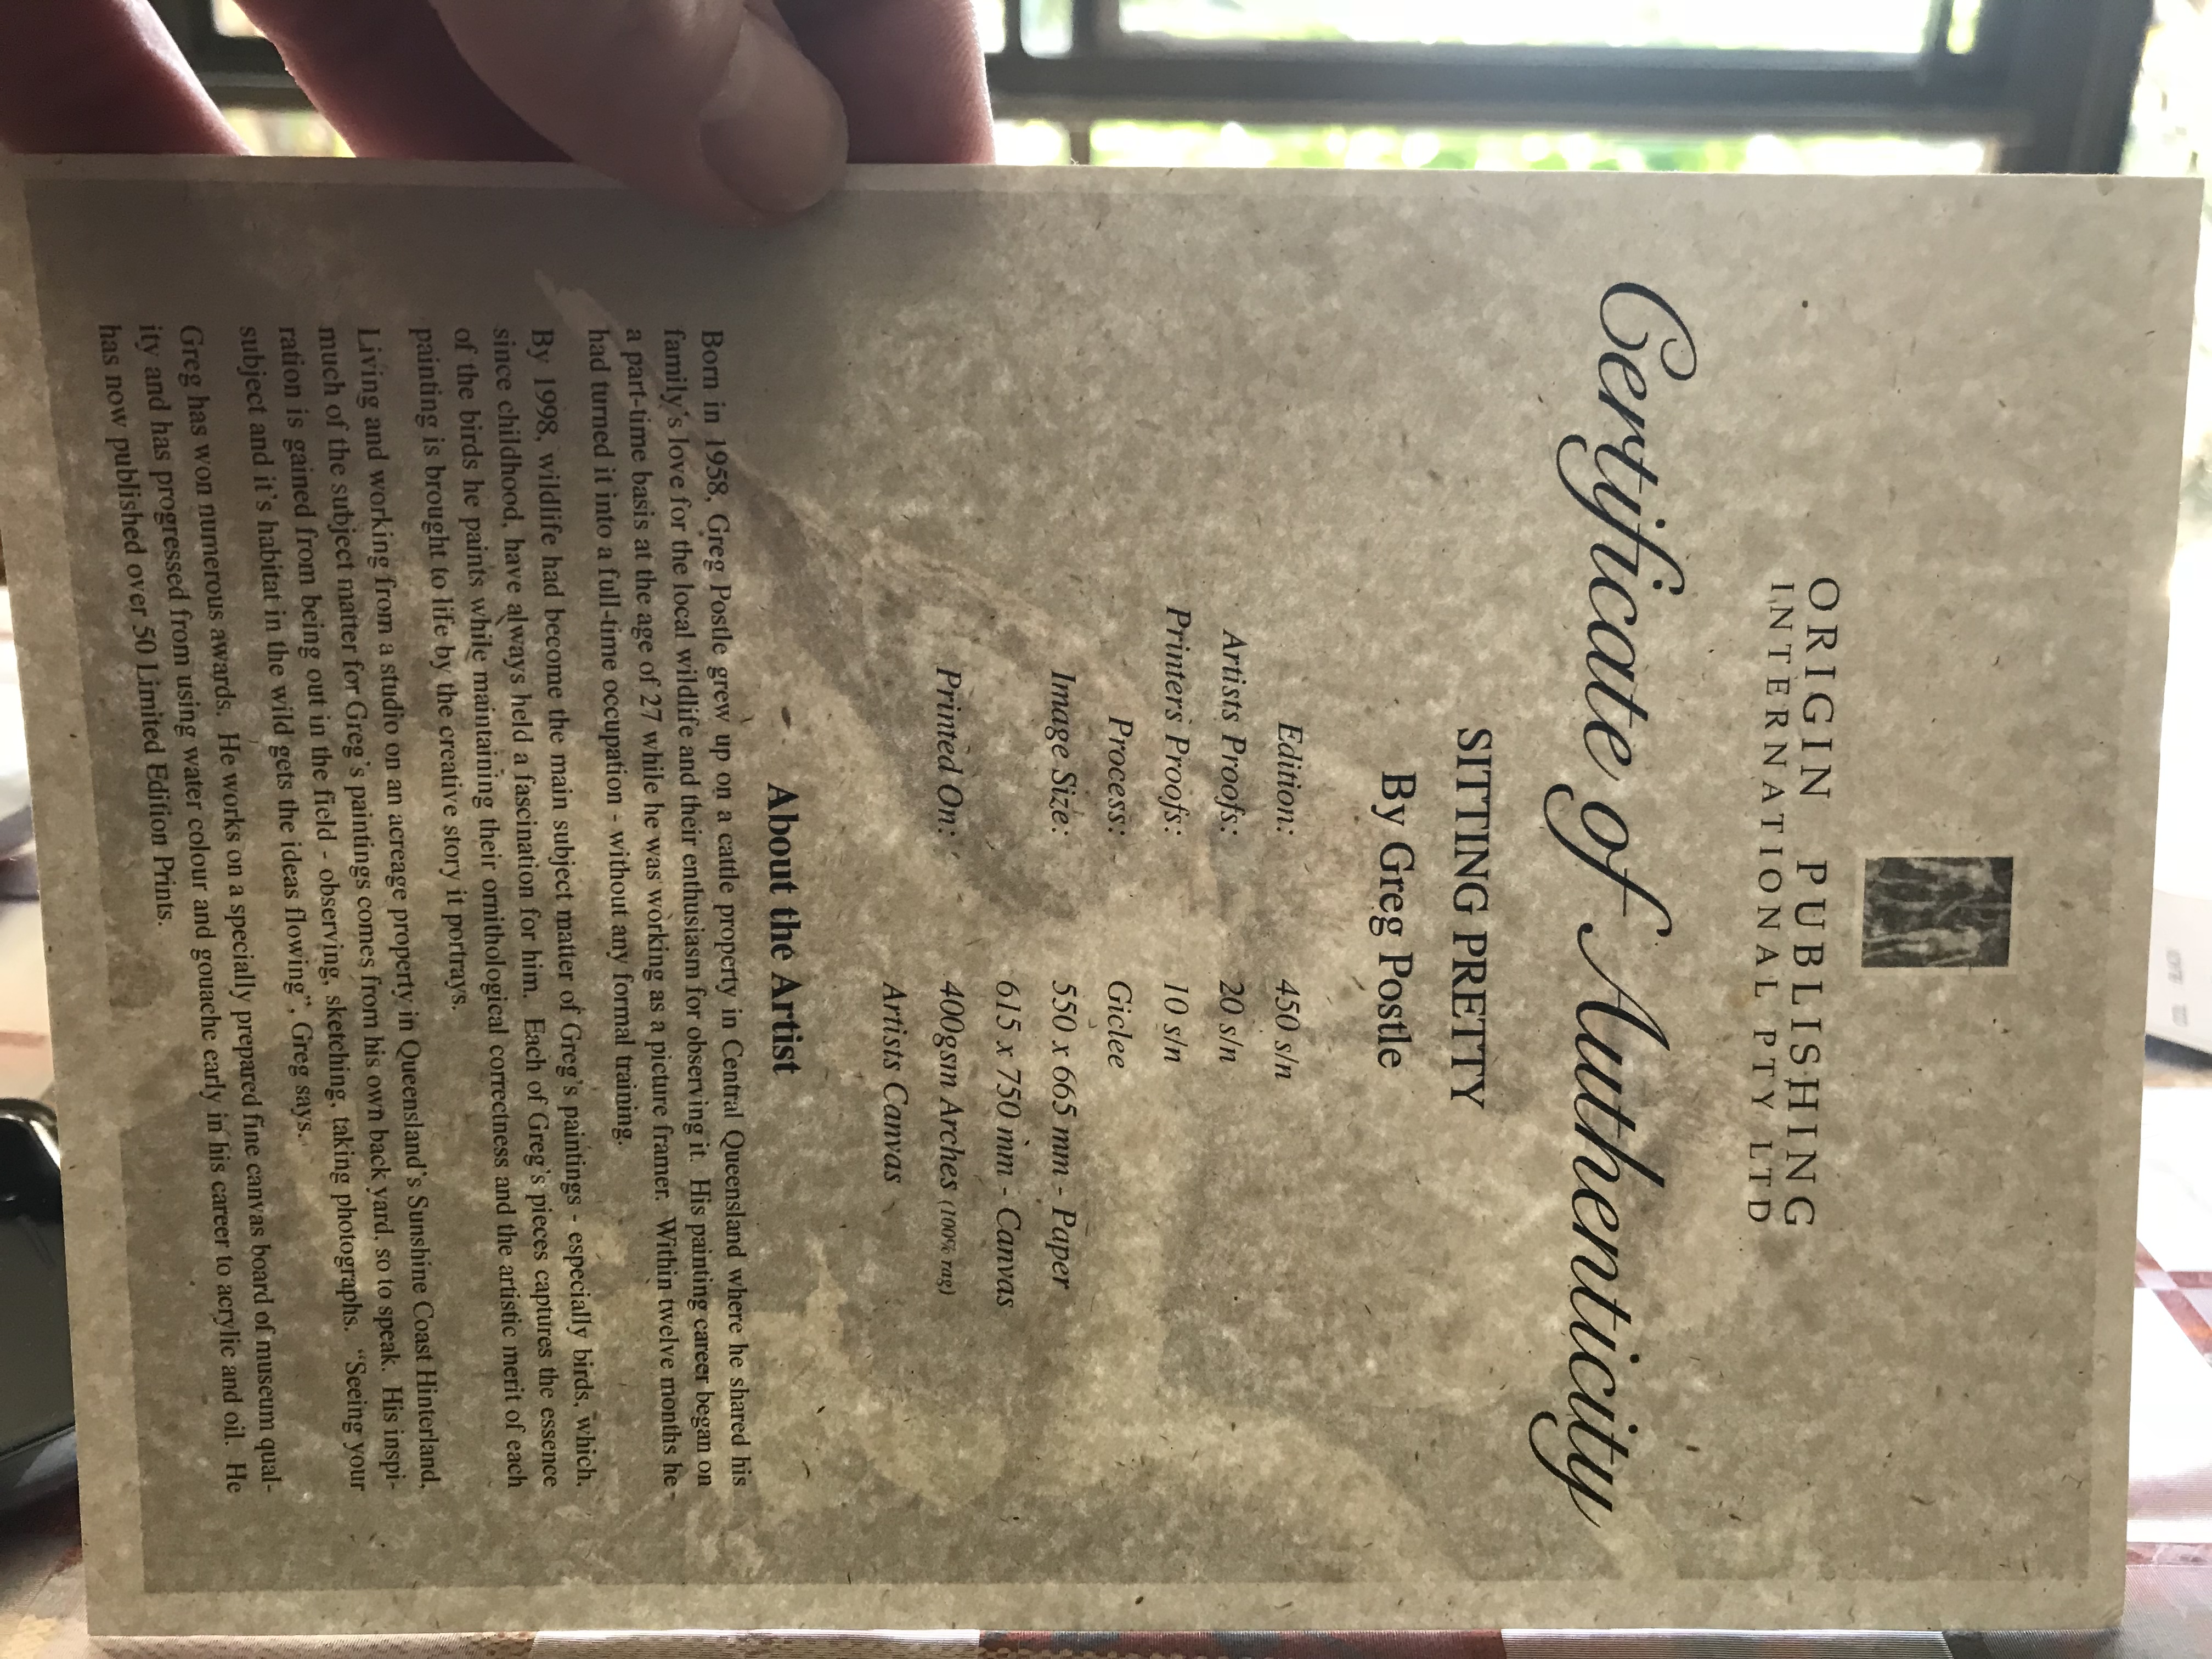 ORIGIN PUBLISHING
INTERNATIONAL PTY LTD
Certificate of Authenticity
SITTING PRETTY
By Greg Postle
Edition: 450 s/n
Artists Proofs: 20 s/n
Printers Proofs: 10 s/n
Process: Giclee
Image Size: 550 x 665 mm - Paper
615 x 750 mm - Canvas
Printed On: 400gsm Arches (100% rag)
Artists Canvas
About the Artist
Born in 1958, Greg Postle grew up on a cattle property in Central Queensland where he shared his
family's love for the local wildlife and their enthusiasm for observing it. His painting career began on
a part-time basis at the age of 27 while he was working as a picture framer. Within twelve months he
had turned it into a full-time occupation - without any formal training.
By 1998, wildlife had become the main subject matter of Greg's paintings - especially birds, which,
since childhood, have always held a fascination for him. Each of Greg's pieces captures the essence
of the birds he paints while maintaining their ornithological correctness and the artistic merit of each
painting is brought to life by the creative story it portrays.
Living and working from a studio on an acreage property in Queensland's Sunshine Coast Hinterland,
much of the subject matter for Greg's paintings comes from his own back yard, so to speak. His inspi-
ration is gained from being out in the field - observing, sketching, taking photographs. "Seeing your
subject and it's habitat in the wild gets the ideas flowing", Greg says.
Greg has won numerous awards. He works on a specially prepared fine canvas board of museum qual-
ity and has progressed from using water colour and gouache early in his career to acrylic and oil. He
has now published over 50 Limited Edition Prints.